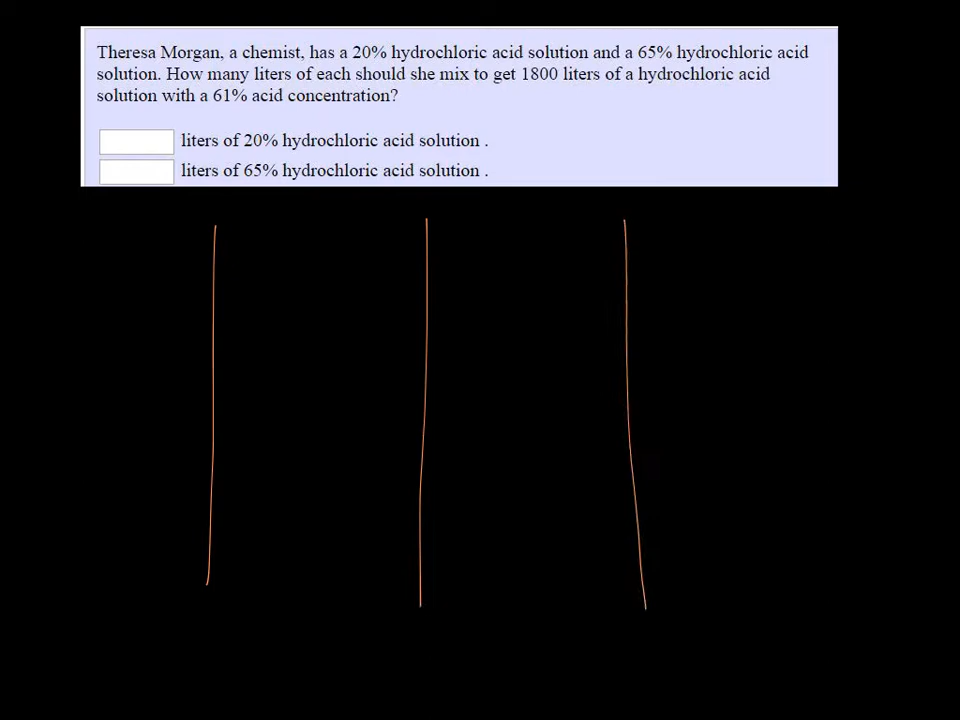 Theresa Morgan, a chemist, has a 20% hydrochloric acid solution and a 65% hydrochloric acid
solution. How many liters of each should she mix to get 1800 liters of a hydrochloric acid
solution with a 61% acid concentration?
liters of 20% hydrochloric acid solution .
liters of 65% hydrochloric acid solution .